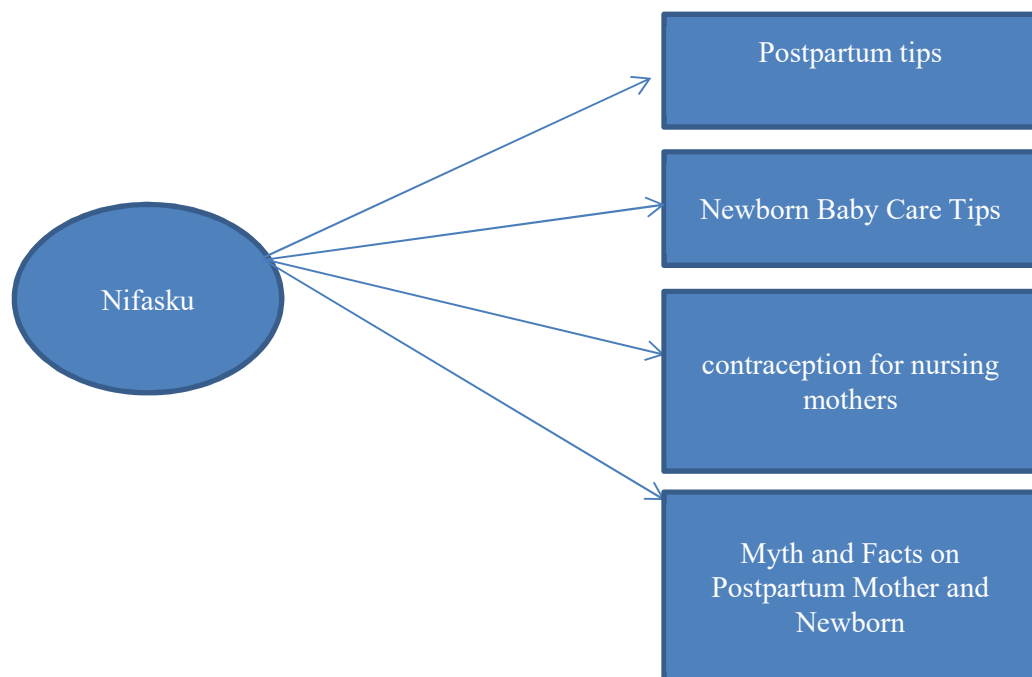 Postpartum tips
Newborn Baby Care Tips
Nifasku
contraception for nursing
mothers
Myth and Facts on
Postpartum Mother and
Newborn